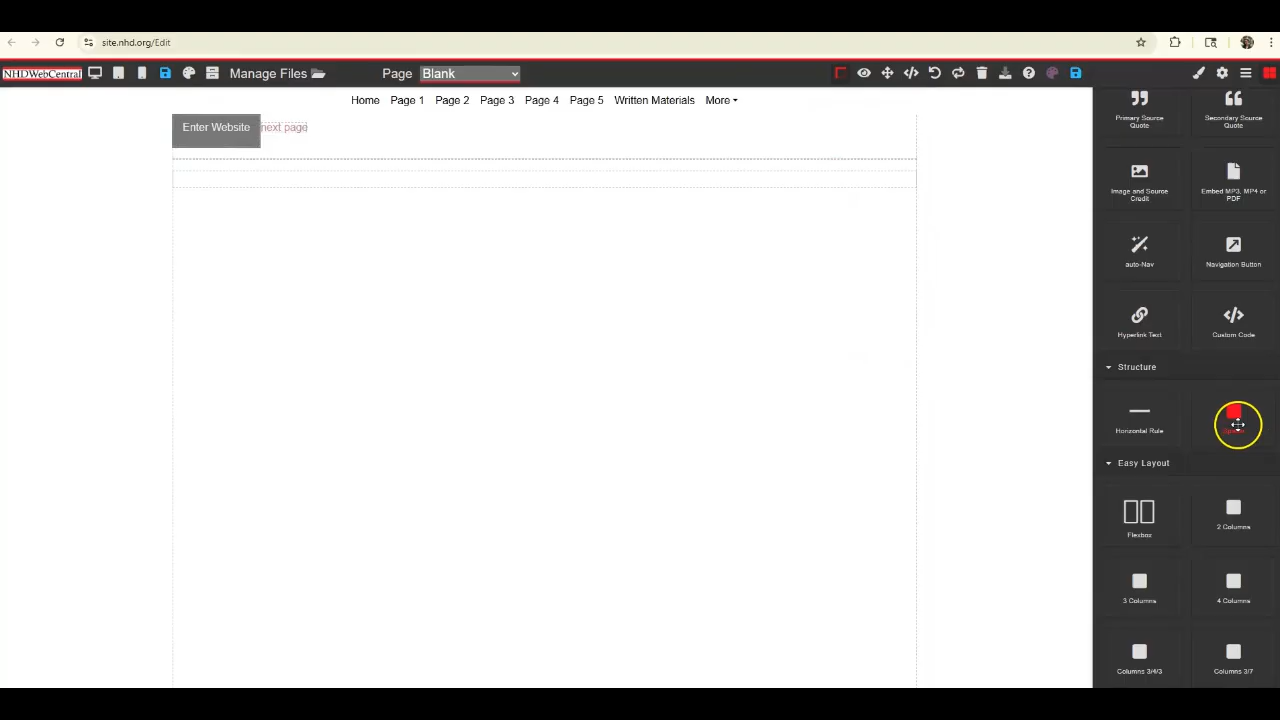 site.nhd.org/Edit
NHDWebCentral
Manage Files
Page
Blank
Home
Page 1
Page 2
Page 3
Page 4
Page 5
Written Materials
More
Enter Website
next page
Primary Source
Quote
Secondary Source
Quote
Image and Source
Credit
Embed MP3, MP4 or
PDF
auto-Nav
Navigation Button
Hyperlink Text
Custom Code
Structure
Horizontal Rule
Easy Layout
Flexbox
2 Columns
3 Columns
4 Columns
Columns 3/4/3
Columns 3/7